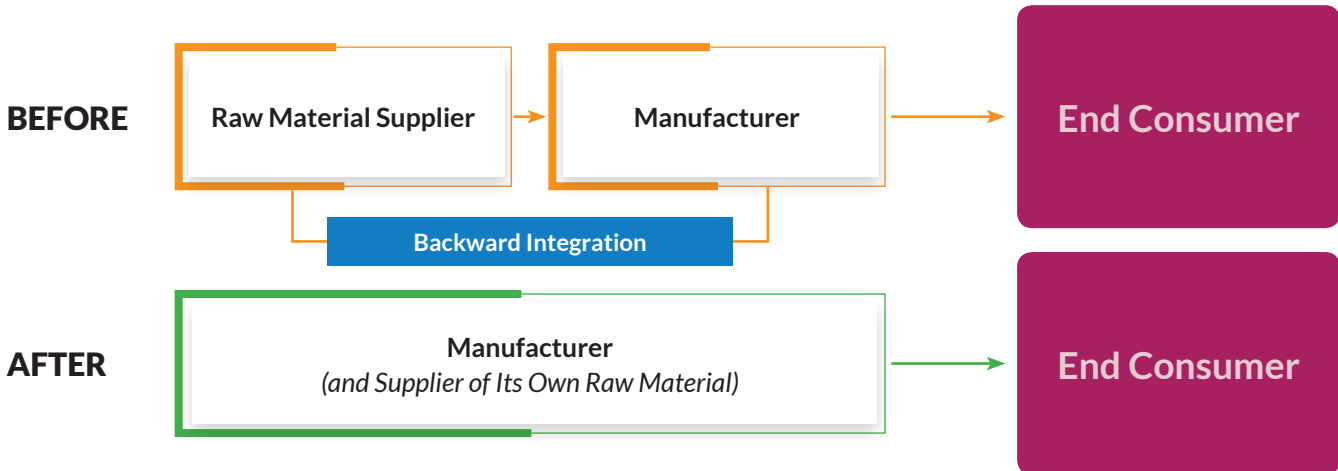 BEFORE
Raw Material Supplier
Manufacturer
End Consumer
Backward Integration
AFTER
Manufacturer
(and Supplier of Its Own Raw Material)
End Consumer